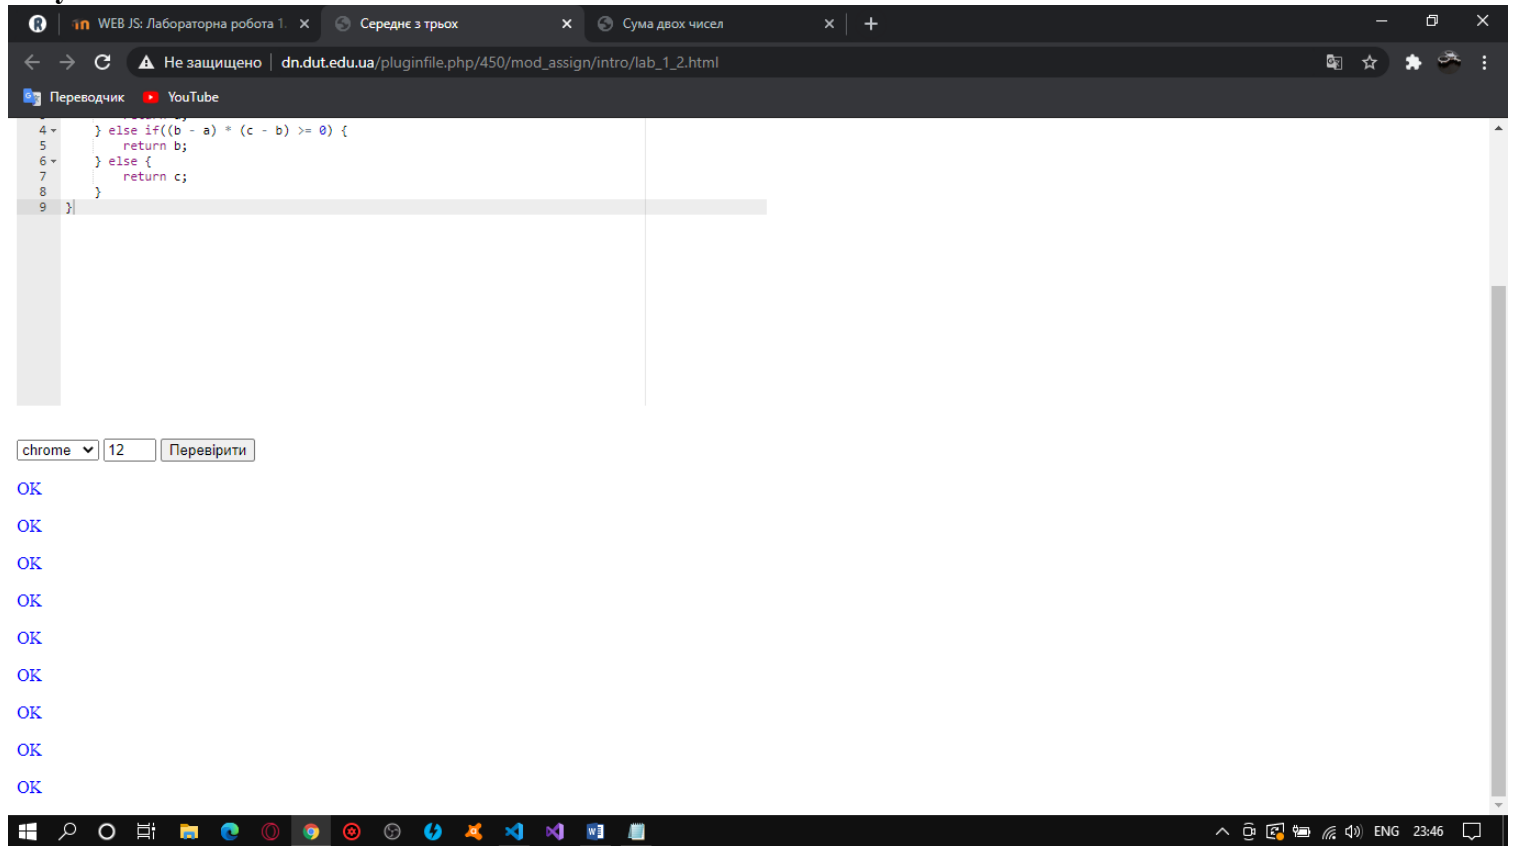 WEB JS: Лабораторна робота 1. Середнє з трьох Сума двох чисел
Не защищено dn.dut.edu.ua/pluginfile.php/450/mod_assign/intro/lab_1_2.html
Переводчик YouTube
4 } else if((b - a) * (c - b) >= 0) {
5 return b;
6 } else {
7 return c;
8 }
9 }
chrome 12 Перевірити
OK
OK
OK
OK
OK
OK
OK
OK
OK
ENG 23:46